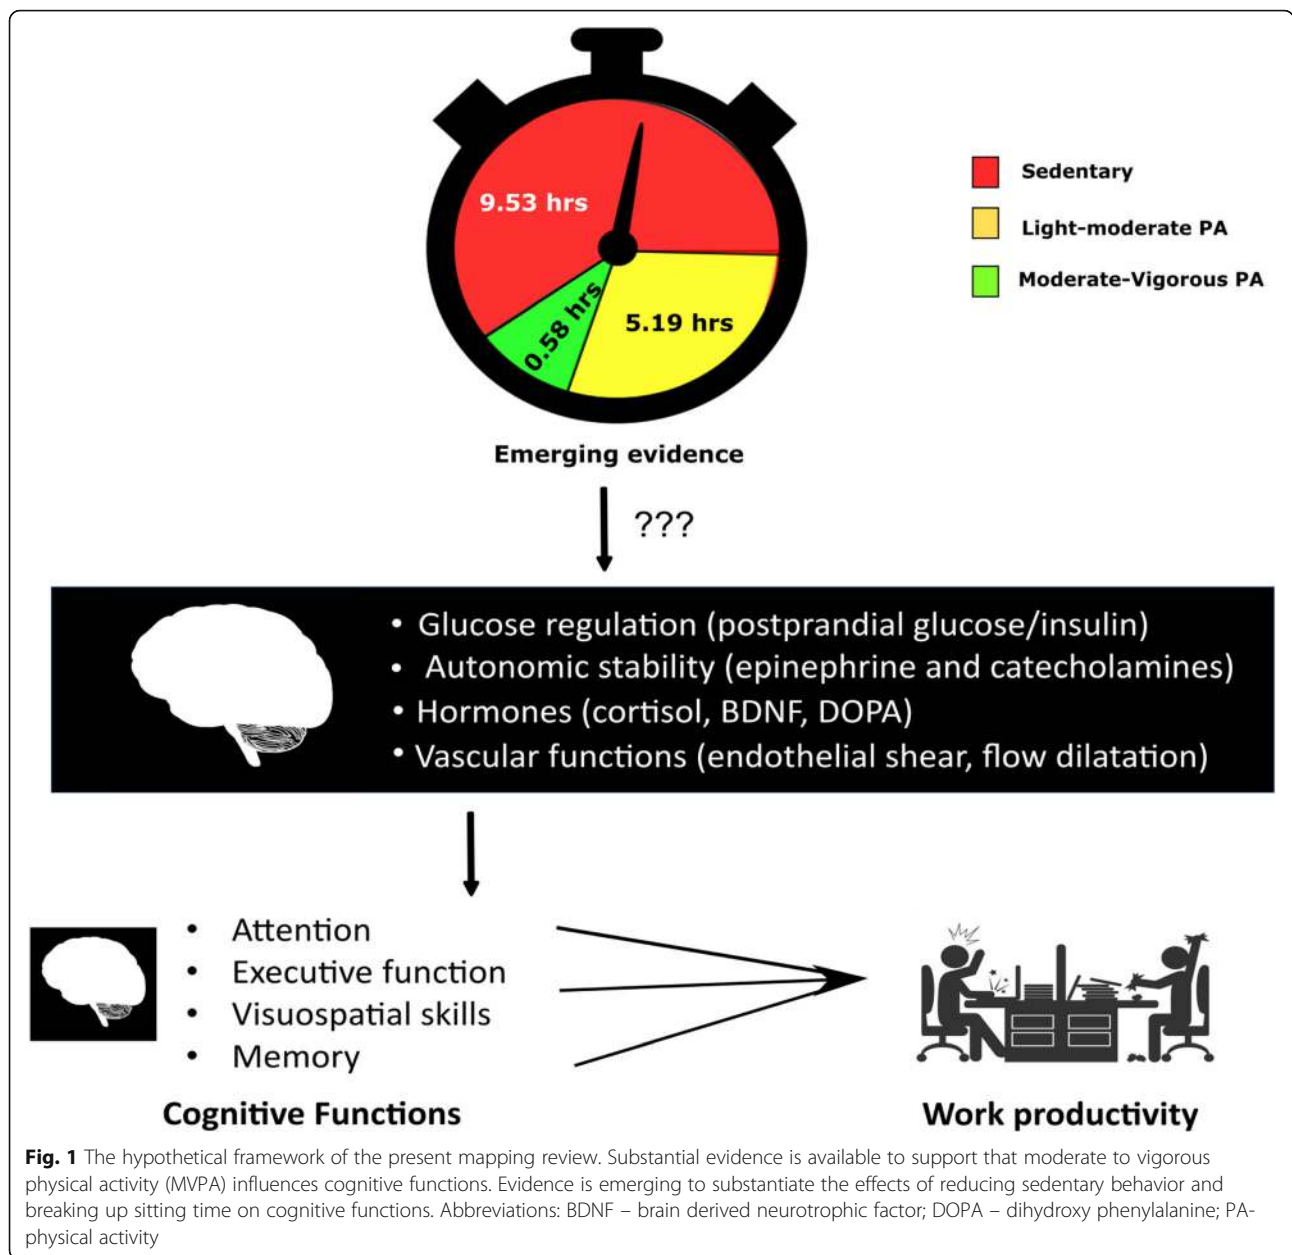 9.53 hrs
5.19 hrs
0.58 hrs
Sedentary
Light-moderate PA
Moderate-Vigorous PA
Emerging evidence
???
• Glucose regulation (postprandial glucose/insulin)
• Autonomic stability (epinephrine and catecholamines)
• Hormones (cortisol, BDNF, DOPA)
• Vascular functions (endothelial shear, flow dilatation)
• Attention
• Executive function
• Visuospatial skills
• Memory
Cognitive Functions
Work productivity
Fig. 1 The hypothetical framework of the present mapping review. Substantial evidence is available to support that moderate to vigorous
physical activity (MVPA) influences cognitive functions. Evidence is emerging to substantiate the effects of reducing sedentary behavior and
breaking up sitting time on cognitive functions. Abbreviations: BDNF – brain derived neurotrophic factor; DOPA – dihydroxy phenylalanine; PA-
physical activity